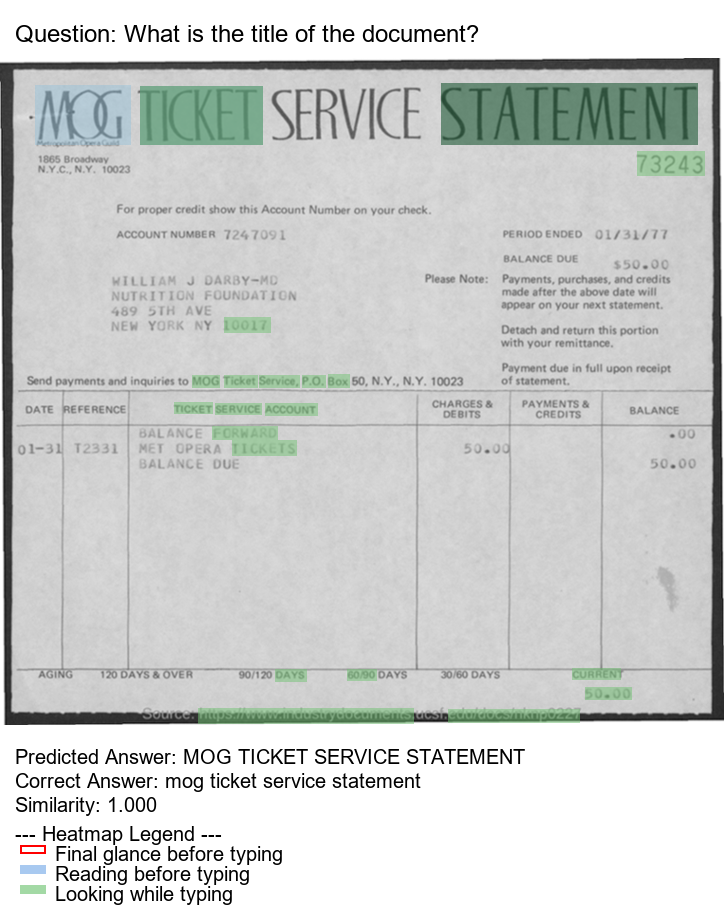 Question: What is the title of the document?
MOG TICKET SERVICE STATEMENT
Metropolitan Opera Guild
1865 Broadway
N.Y.C., N.Y. 10023
73243
For proper credit show this Account Number on your check.
ACCOUNT NUMBER 7247091
PERIOD ENDED 01/31/77
BALANCE DUE $50.00
WILLIAM J DARBY-MD
NUTRITION FOUNDATION
489 5TH AVE
NEW YORK NY 10017
Please Note: Payments, purchases, and credits
made after the above date will
appear on your next statement.
Detach and return this portion
with your remittance.
Payment due in full upon receipt
of statement.
Send payments and inquiries to MOG Ticket Service, P.O. Box 50, N.Y., N.Y. 10023
DATE REFERENCE TICKET SERVICE ACCOUNT CHARGES & DEBITS PAYMENTS & CREDITS BALANCE
BALANCE FORWARD .00
01-31 T2331 MET OPERA TICKETS 50.00
BALANCE DUE 50.00
AGING 120 DAYS & OVER 90/120 DAYS 60/90 DAYS 30/60 DAYS CURRENT
50.00
Source: https://www.industrydocuments.ucsf.edu/docs/
Predicted Answer: MOG TICKET SERVICE STATEMENT
Correct Answer: mog ticket service statement
Similarity: 1.000
--- Heatmap Legend ---
Final glance before typing
Reading before typing
Looking while typing